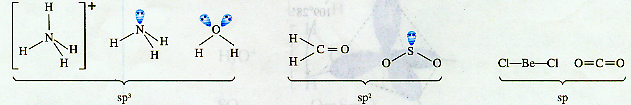 H +
N
H H H
N
H H H
O
H H
sp³
H
C=O
H
S
O O
sp²
Cl—Be—Cl
O=C=O
sp